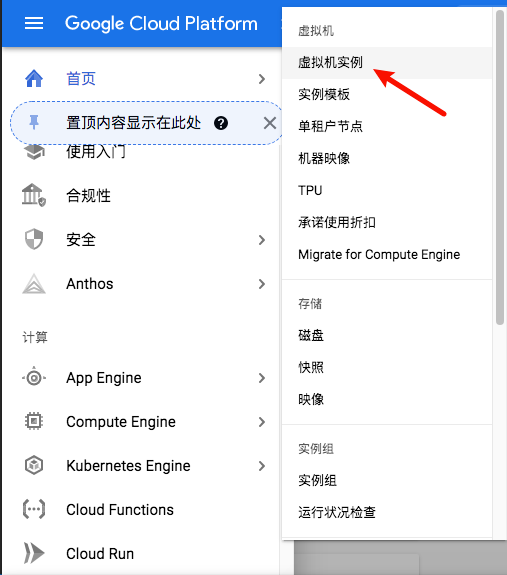 Google Cloud Platform
首页
置顶内容显示在此处
使用入门
合规性
安全
Anthos
计算
App Engine
Compute Engine
Kubernetes Engine
Cloud Functions
Cloud Run
虚拟机
虚拟机实例
实例模板
单租户节点
机器映像
TPU
承诺使用折扣
Migrate for Compute Engine
存储
磁盘
快照
映像
实例组
实例组
运行状况检查